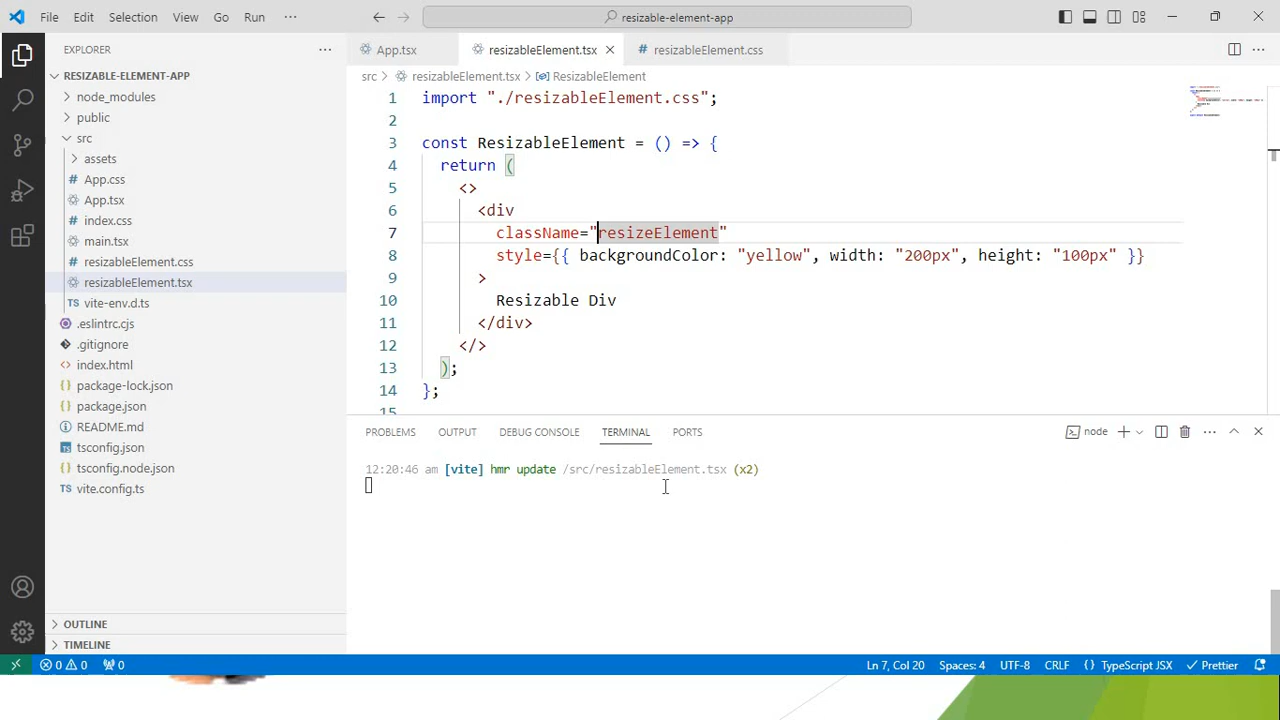 File Edit Selection View Go Run ···
resizable-element-app
EXPLORER
App.tsx
resizableElement.tsx
# resizableElement.css
RESIZABLE-ELEMENT-APP
node_modules
public
src
assets
# App.css
App.tsx
# index.css
main.tsx
# resizableElement.css
resizableElement.tsx
TS vite-env.d.ts
.eslintrc.cjs
.gitignore
<> index.html
{} package-lock.json
{} package.json
README.md
tsconfig.json
{} tsconfig.node.json
TS vite.config.ts
OUTLINE
TIMELINE
src > resizableElement.tsx > ResizableElement
1 import "./resizableElement.css";
2
3 const ResizableElement = () => {
4 return (
5 <>
6 <div
7 className="resizeElement"
8 style={{ backgroundColor: "yellow", width: "200px", height: "100px" }}
9 >
10 Resizable Div
11 </div>
12 </>
13 );
14 };
15
PROBLEMS OUTPUT DEBUG CONSOLE TERMINAL PORTS
node
12:20:46 am [vite] hmr update /src/resizableElement.tsx (x2)
0 0 0
Ln 7, Col 20 Spaces: 4 UTF-8 CRLF {} TypeScript JSX Prettier